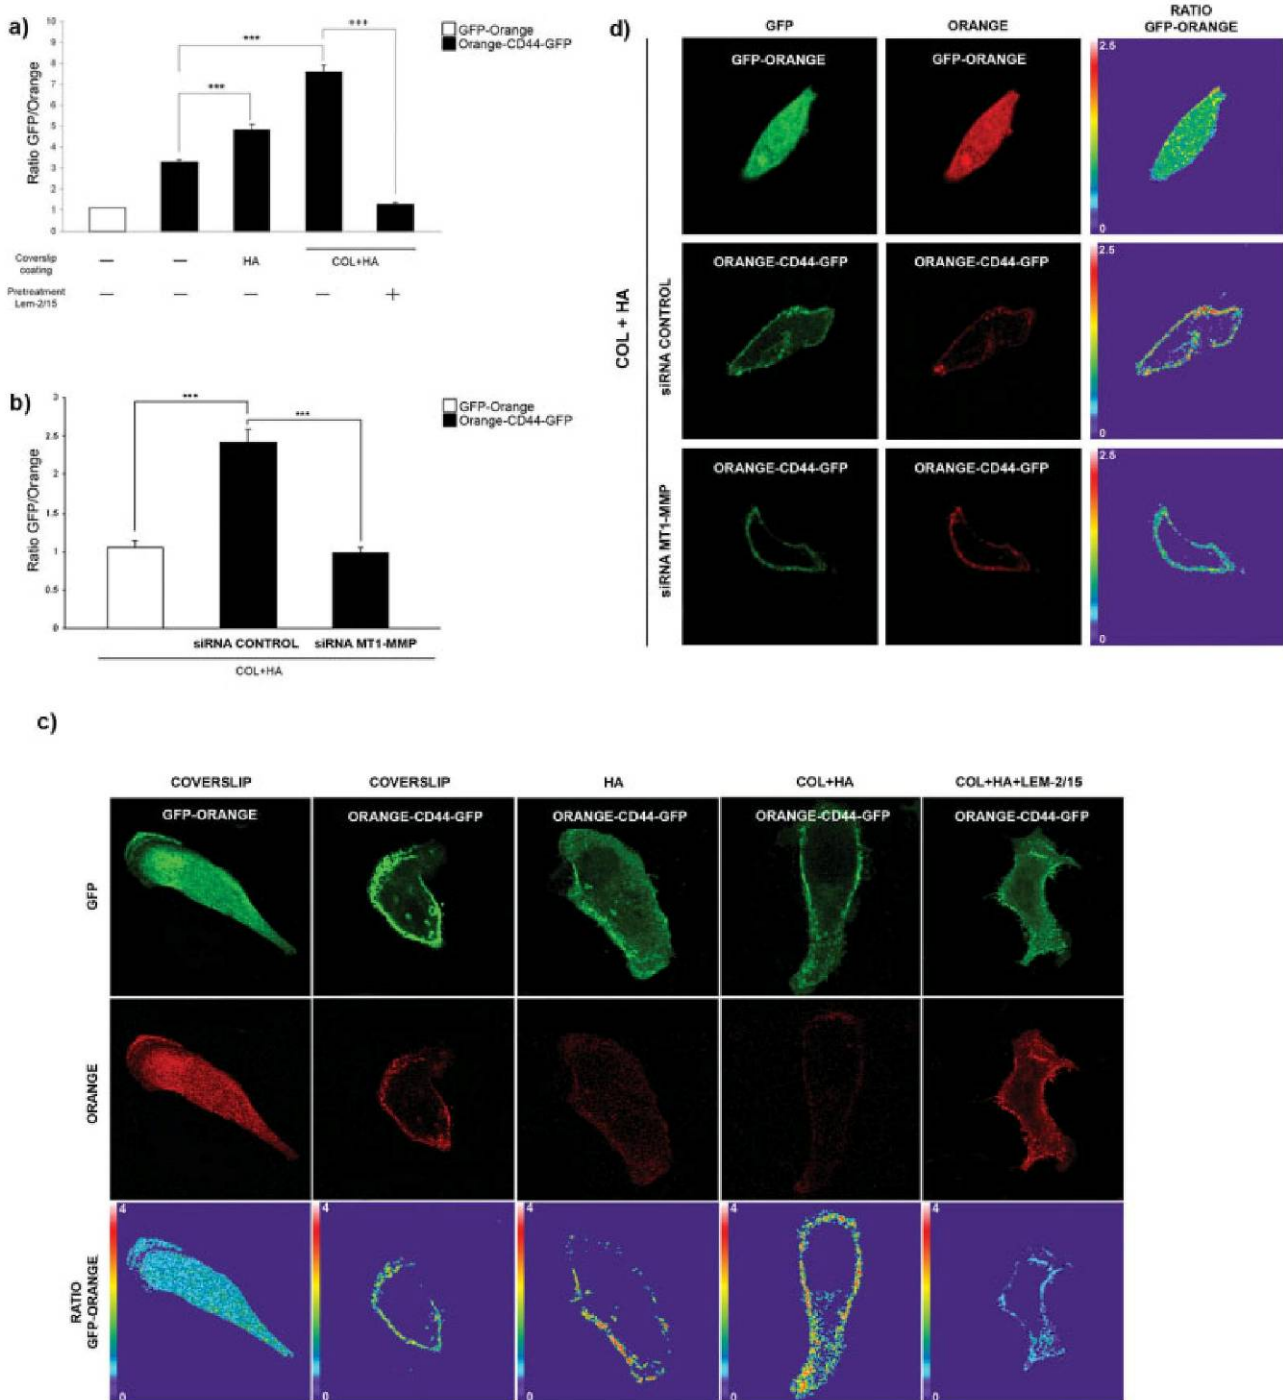 a)
Ratio GFP/Orange
10
9
8
7
6
5
4
3
2
1
0
***
***
***
GFP-Orange
Orange-CD44-GFP
Coverslip
coating
— — HA COL+HA
Pretreatment
Lem-2/15
— — — — +
b)
Ratio GFP/Orange
3
2.5
2
1.5
1
0.5
0
***
***
GFP-Orange
Orange-CD44-GFP
siRNA CONTROL siRNA MT1-MMP
COL+HA
d)
GFP ORANGE RATIO
GFP-ORANGE
COL + HA
GFP-ORANGE GFP-ORANGE
2.5
0
siRNA CONTROL
ORANGE-CD44-GFP ORANGE-CD44-GFP
2.5
0
siRNA MT1-MMP
ORANGE-CD44-GFP ORANGE-CD44-GFP
2.5
0
c)
COVERSLIP COVERSLIP HA COL+HA COL+HA+LEM-2/15
GFP-ORANGE ORANGE-CD44-GFP ORANGE-CD44-GFP ORANGE-CD44-GFP ORANGE-CD44-GFP
GFP
ORANGE
RATIO
GFP-ORANGE
4 4 4 4 4
0 0 0 0 0